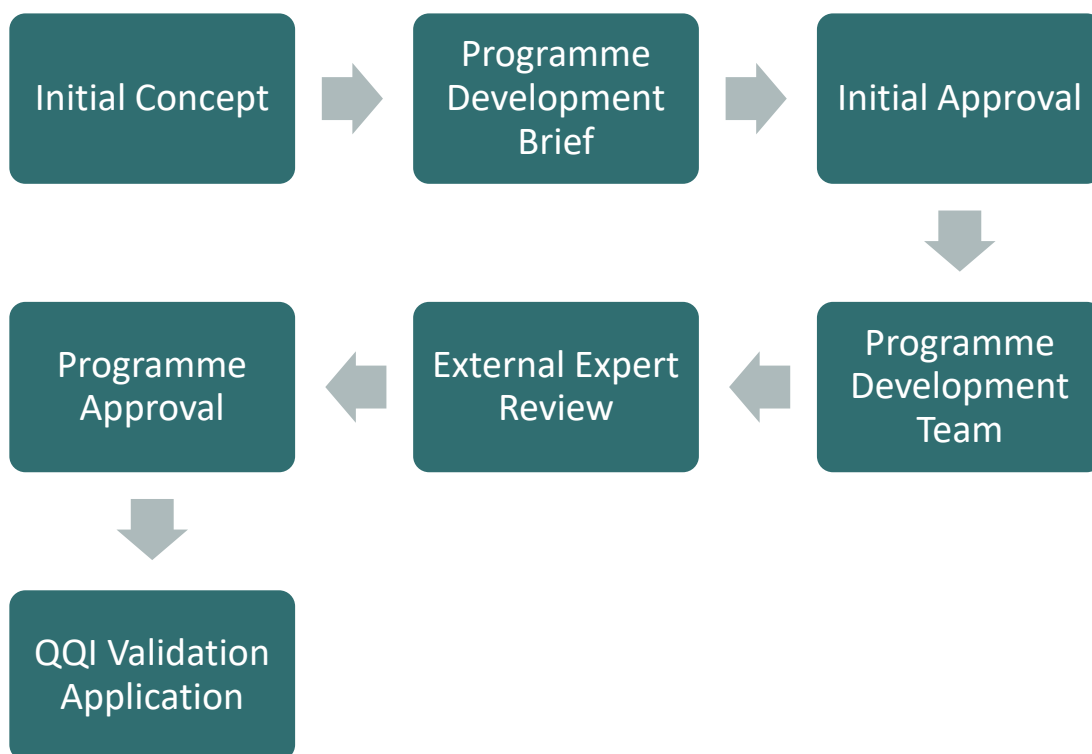 Initial Concept
Programme
Development
Brief
Initial Approval
Programme
Development
Team
External Expert
Review
Programme
Approval
QQI Validation
Application